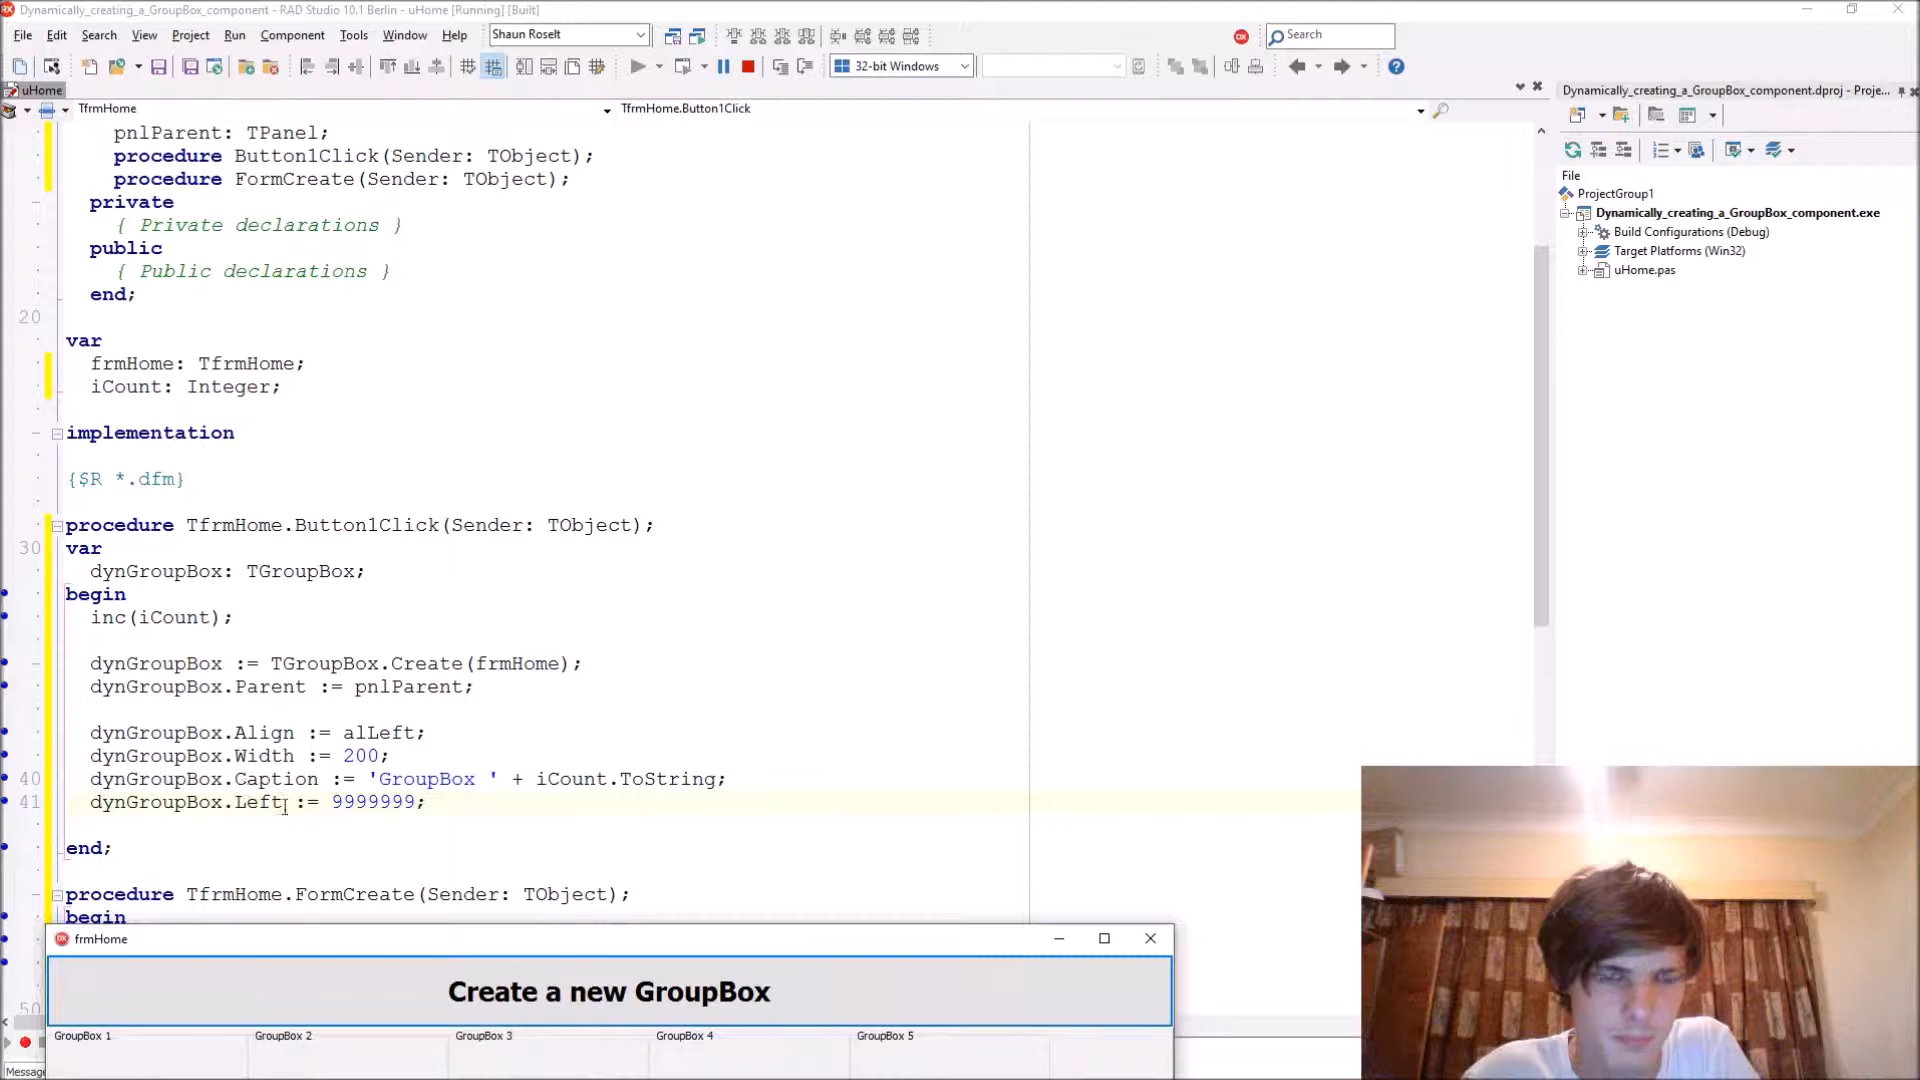 Dynamically_creating_a_GroupBox_component - RAD Studio 10.1 Berlin - uHome [Running] [Built]
File Edit Search View Project Run Component Tools Window Help Shaun Roselt Search
32-bit Windows
uHome
Dynamically_creating_a_GroupBox_component.dproj - Proje...
TfrmHome TfrmHome.Button1Click
pnlParent: TPanel;
procedure Button1Click(Sender: TObject);
procedure FormCreate(Sender: TObject);
private
{ Private declarations }
public
{ Public declarations }
end;
20
var
frmHome: TfrmHome;
iCount: Integer;
implementation
{$R *.dfm}
procedure TfrmHome.Button1Click(Sender: TObject);
30 var
dynGroupBox: TGroupBox;
begin
inc(iCount);
dynGroupBox := TGroupBox.Create(frmHome);
dynGroupBox.Parent := pnlParent;
dynGroupBox.Align := alLeft;
dynGroupBox.Width := 200;
40 dynGroupBox.Caption := 'GroupBox ' + iCount.ToString;
41 dynGroupBox.Left := 9999999;
end;
procedure TfrmHome.FormCreate(Sender: TObject);
begin
50
Message
File
ProjectGroup1
Dynamically_creating_a_GroupBox_component.exe
Build Configurations (Debug)
Target Platforms (Win32)
uHome.pas
frmHome
Create a new GroupBox
GroupBox 1 GroupBox 2 GroupBox 3 GroupBox 4 GroupBox 5